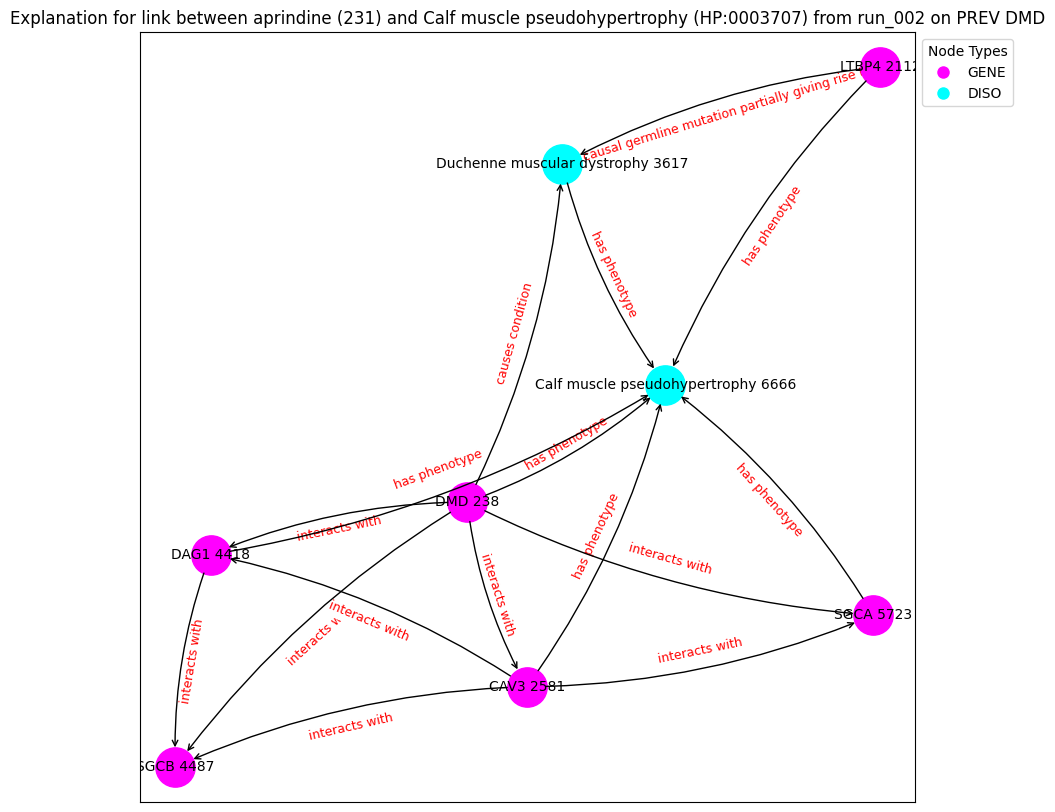 Explanation for link between aprindine (231) and Calf muscle pseudohypertrophy (HP:0003707) from run_002 on PREV DMD
Node Types
GENE
DISO
LTBP4 2112
causal germline mutation partially giving rise
Duchenne muscular dystrophy 3617
has phenotype
has phenotype
causes condition
Calf muscle pseudohypertrophy 6666
has phenotype
has phenotype
DMD 238
has phenotype
interacts with
has phenotype
DAG1 4418
interacts with
interacts with
interacts with
interacts
SGCA 5723
interacts with
interacts with
CAV3 2581
interacts with
SGCB 4487